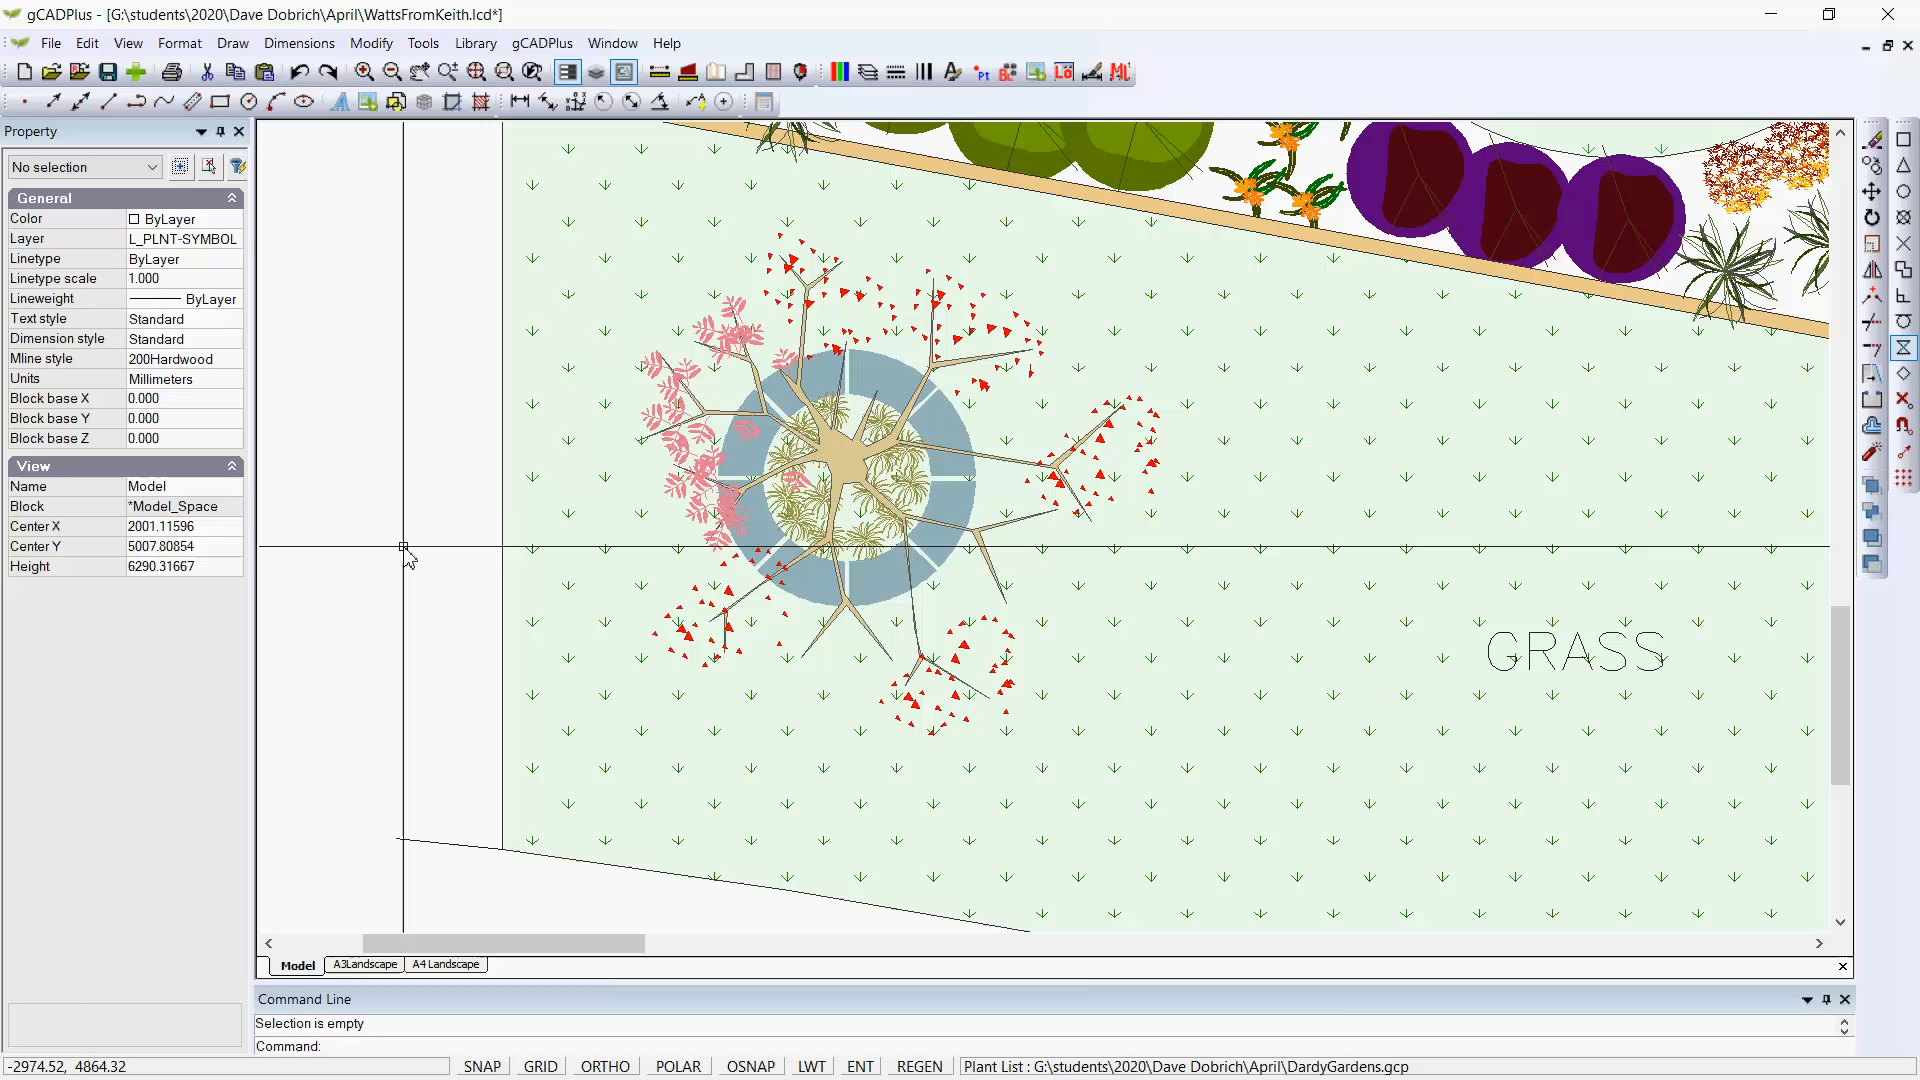 gCADPlus - [G:\students\2020\Dave Dobrich\April\WattsFromKeith.lcd*]
File Edit View Format Draw Dimensions Modify Tools Library gCADPlus Window Help
Property
No selection
General
Color ByLayer
Layer L_PLNT-SYMBOL
Linetype ByLayer
Linetype scale 1.000
Lineweight ByLayer
Text style Standard
Dimension style Standard
Mline style 200Hardwood
Units Millimeters
Block base X 0.000
Block base Y 0.000
Block base Z 0.000
View
Name Model
Block *Model_Space
Center X 2001.11596
Center Y 5007.80854
Height 6290.31667
GRASS
Model A3Landscape A4 Landscape
Command Line
Selection is empty
Command:
-2974.52, 4864.32 SNAP GRID ORTHO POLAR OSNAP LWT ENT REGEN Plant List : G:\students\2020\Dave Dobrich\April\DardyGardens.gcp